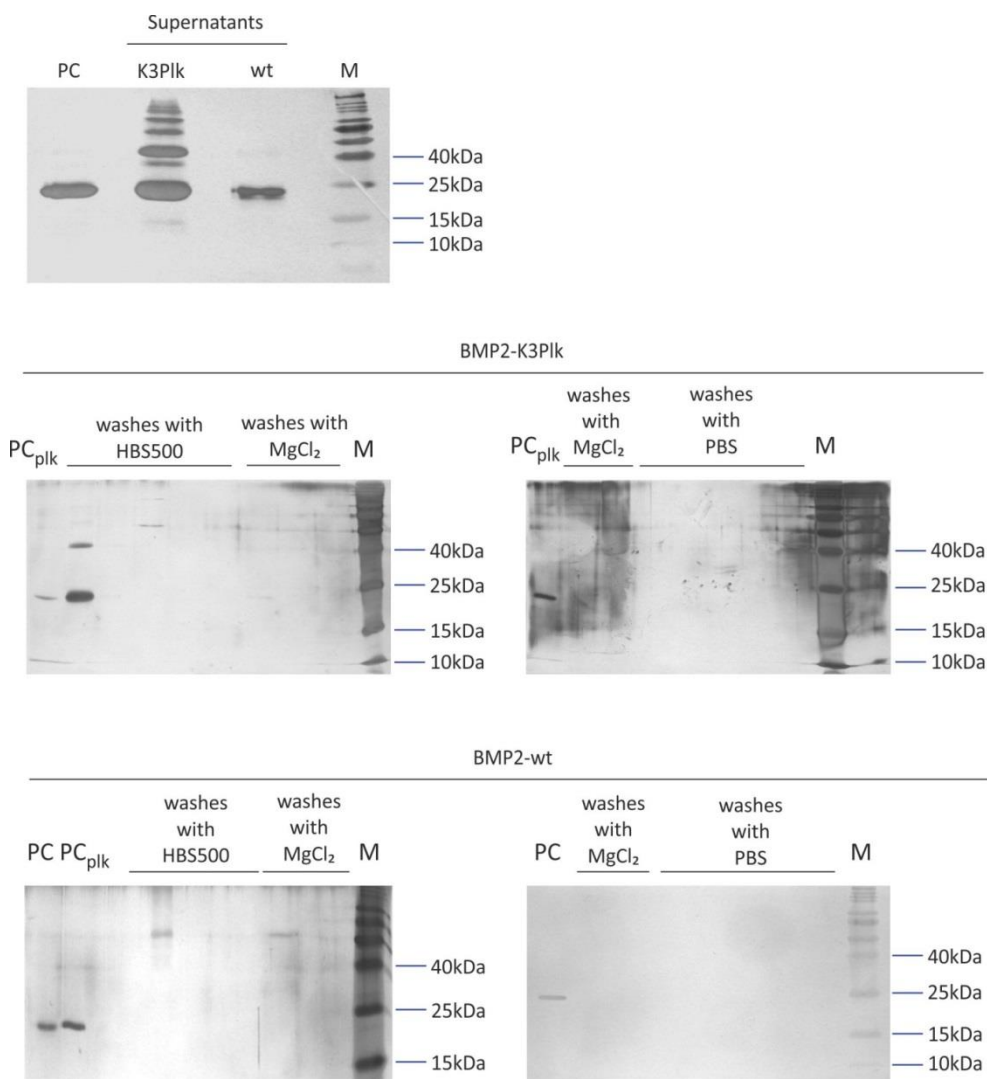 Supernatants
PC K3Plk wt M
40kDa
25kDa
15kDa
10kDa
BMP2-K3Plk
PCplk washes with HBS500 washes with MgCl₂ M
40kDa
25kDa
15kDa
10kDa
PCplk washes with MgCl₂ washes with PBS M
40kDa
25kDa
15kDa
10kDa
BMP2-wt
PC PCplk washes with HBS500 washes with MgCl₂ M
40kDa
25kDa
15kDa
PC washes with MgCl₂ washes with PBS M
40kDa
25kDa
15kDa
10kDa